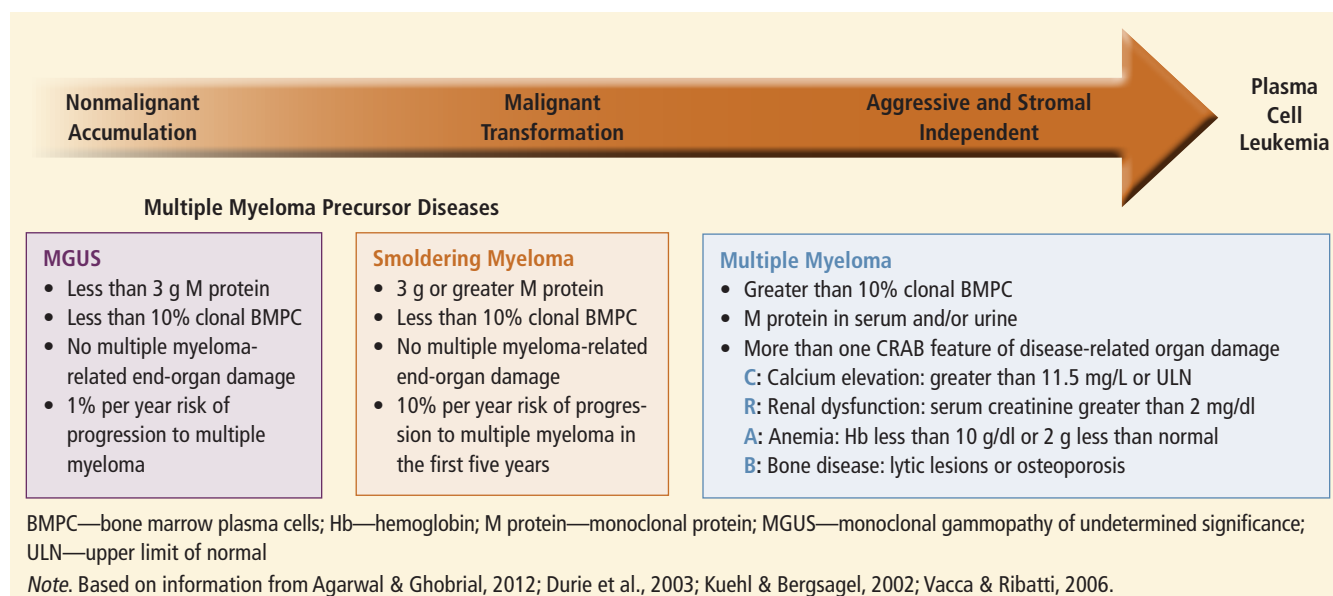 Nonmalignant
Accumulation
Malignant
Transformation
Aggressive and Stromal
Independent
Plasma
Cell
Leukemia
Multiple Myeloma Precursor Diseases
MGUS
• Less than 3 g M protein
• Less than 10% clonal BMPC
• No multiple myeloma-
related end-organ damage
• 1% per year risk of
progression to multiple
myeloma
Smoldering Myeloma
• 3 g or greater M protein
• Less than 10% clonal BMPC
• No multiple myeloma-related
end-organ damage
• 10% per year risk of progres-
sion to multiple myeloma in
the first five years
Multiple Myeloma
• Greater than 10% clonal BMPC
• M protein in serum and/or urine
• More than one CRAB feature of disease-related organ damage
C: Calcium elevation: greater than 11.5 mg/L or ULN
R: Renal dysfunction: serum creatinine greater than 2 mg/dl
A: Anemia: Hb less than 10 g/dl or 2 g less than normal
B: Bone disease: lytic lesions or osteoporosis
BMPC—bone marrow plasma cells; Hb—hemoglobin; M protein—monoclonal protein; MGUS—monoclonal gammopathy of undetermined significance;
ULN—upper limit of normal
Note. Based on information from Agarwal & Ghobrial, 2012; Durie et al., 2003; Kuehl & Bergsagel, 2002; Vacca & Ribatti, 2006.